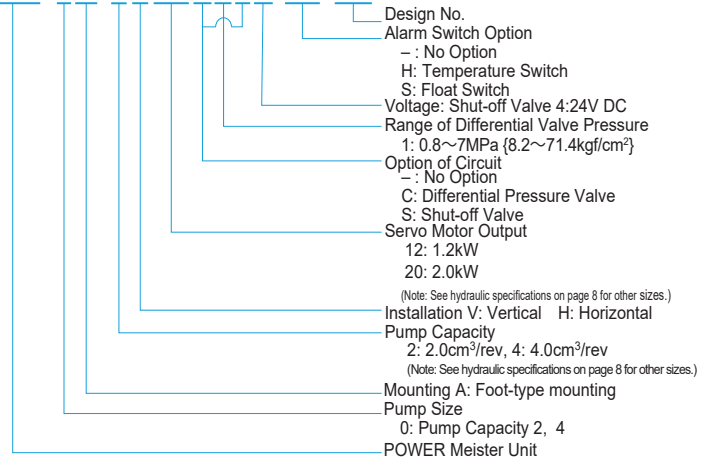 Design No.
Alarm Switch Option
– : No Option
H: Temperature Switch
S: Float Switch
Voltage: Shut-off Valve 4:24V DC
Range of Differential Valve Pressure
1: 0.8〜7MPa {8.2〜71.4kgf/cm²}
Option of Circuit
– : No Option
C: Differential Pressure Valve
S: Shut-off Valve
Servo Motor Output
12: 1.2kW
20: 2.0kW
(Note: See hydraulic specifications on page 8 for other sizes.)
Installation V: Vertical H: Horizontal
Pump Capacity
2: 2.0cm³/rev, 4: 4.0cm³/rev
(Note: See hydraulic specifications on page 8 for other sizes.)
Mounting A: Foot-type mounting
Pump Size
0: Pump Capacity 2, 4
POWER Meister Unit